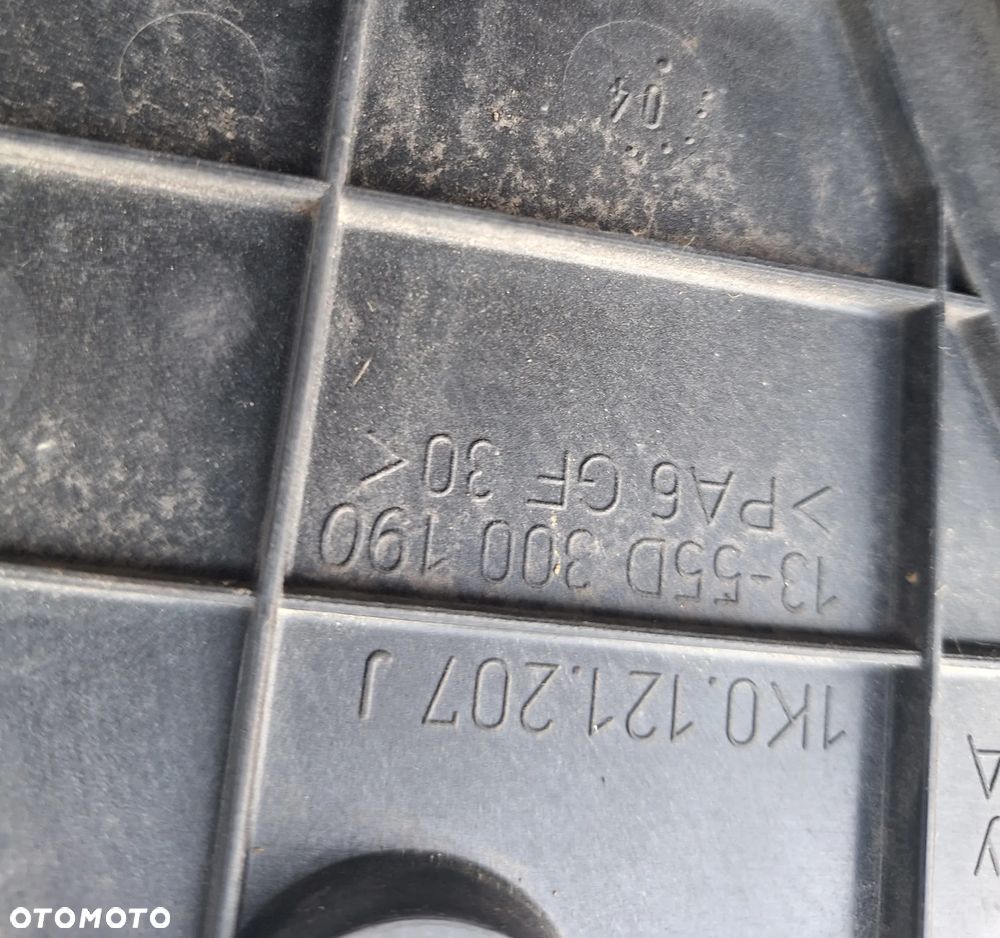 1K0.121.207 J
13-55D 300 190
>PA6 GF 30<
04
OTOMOTO